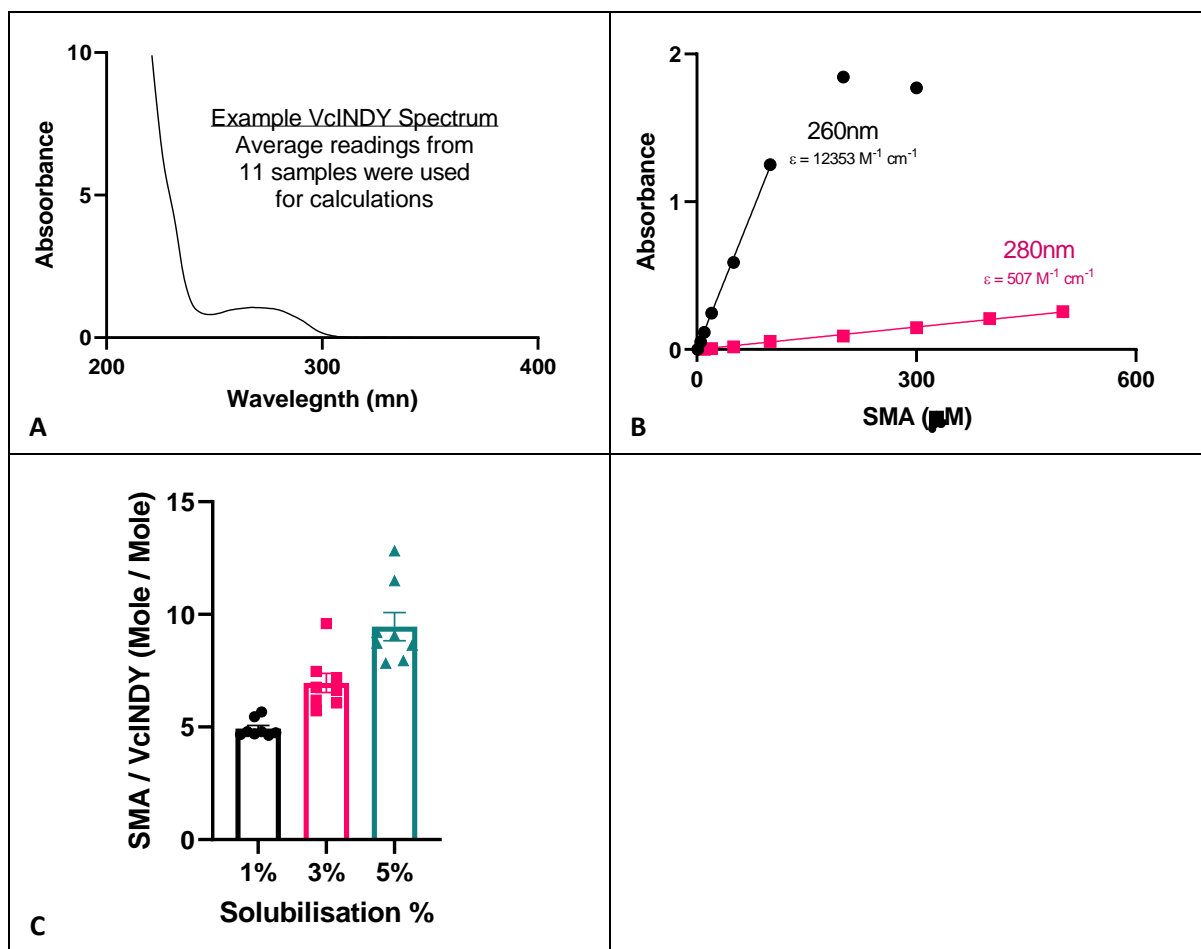 10
5
0
200
300
400
Absoorbance
Wavelegnth (mn)
Example VcINDY Spectrum
Average readings from
11 samples were used
for calculations
A
2
1
0
0
300
600
Absorbance
SMA (μM)
260nm
ε = 12353 M⁻¹ cm⁻¹
280nm
ε = 507 M⁻¹ cm⁻¹
B
15
10
5
0
SMA / VcINDY (Mole / Mole)
1%
3%
5%
Solubilisation %
C